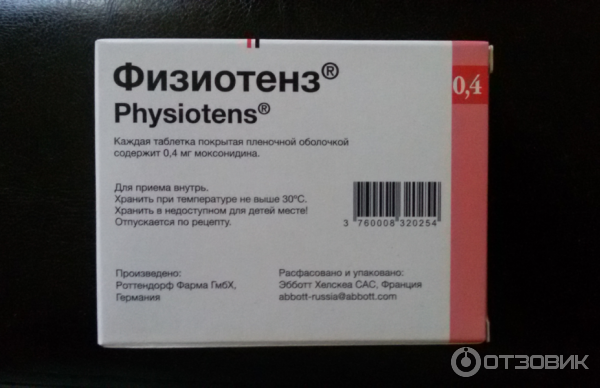 Физиотенз®
Physiotens®
0,4
Каждая таблетка покрытая пленочной оболочкой
содержит 0,4 мг моксонидина.
Для приема внутрь.
Хранить при температуре не выше 30ºС.
Хранить в недоступном для детей месте!
Отпускается по рецепту.
3 760008 320254
Произведено:
Роттендорф Фарма ГмбХ,
Германия
Расфасовано и упаковано:
Эбботт Хелскеа САС, Франция
abbott-russia@abbott.com
ОТЗОВИК